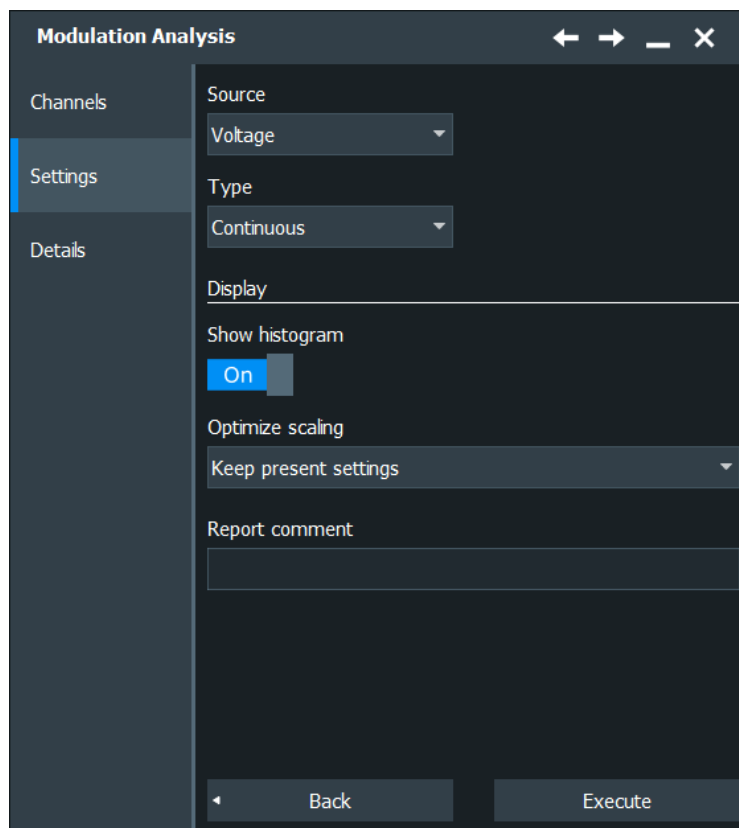 Modulation Analysis
Channels
Settings
Details
Source
Voltage
Type
Continuous
Display
Show histogram
On
Optimize scaling
Keep present settings
Report comment
Back
Execute